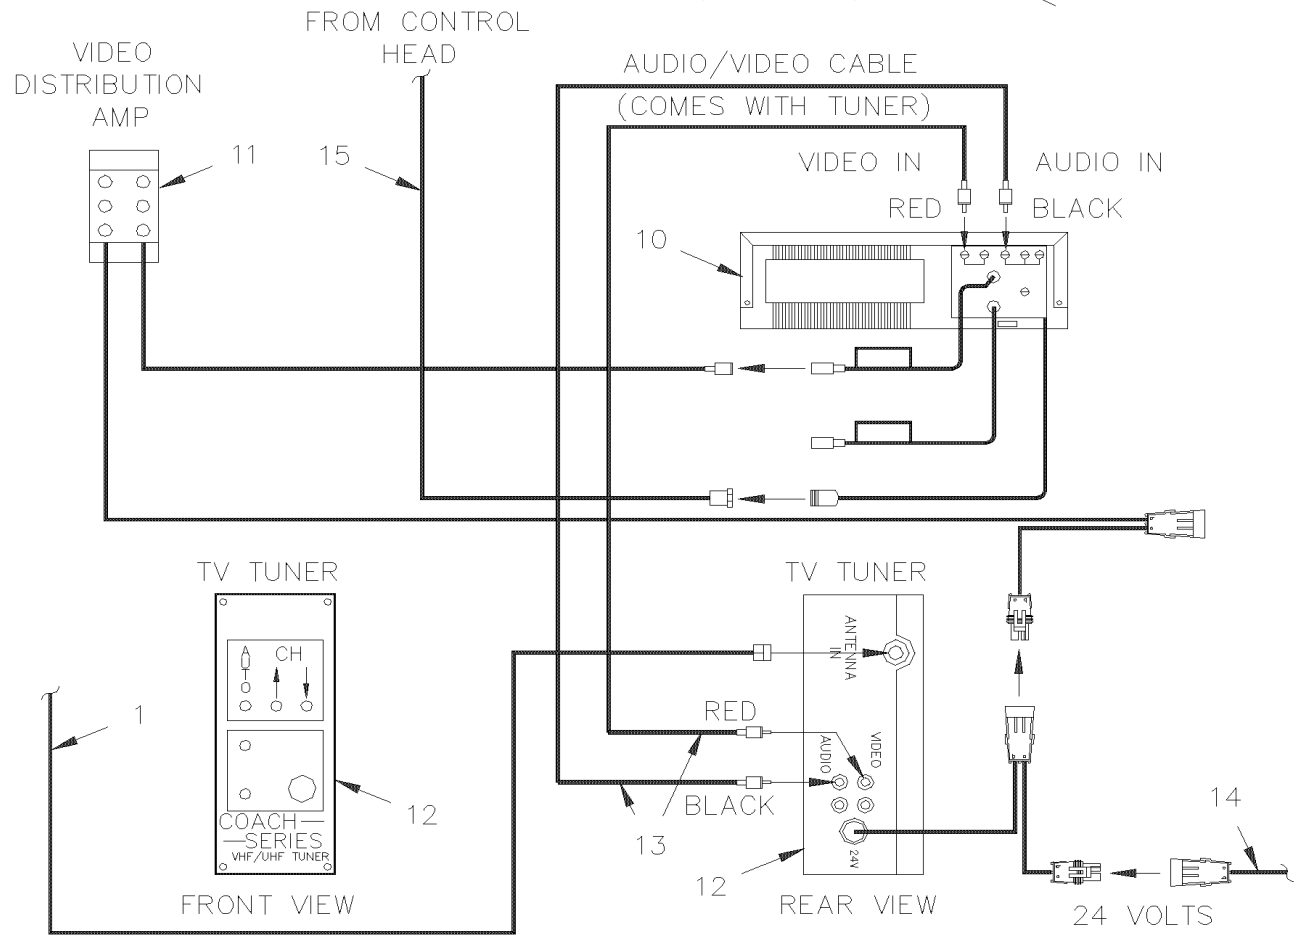 FROM CONTROL
HEAD
VIDEO
DISTRIBUTION
AMP
AUDIO/VIDEO CABLE
(COMES WITH TUNER)
11
15
VIDEO IN
AUDIO IN
RED
BLACK
10
TV TUNER
TV TUNER
CH
ANTENNA
IN
1
RED
AUDIO
VIDEO
BLACK
12
COACH
SERIES
VHF/UHF TUNER
13
24V
12
14
FRONT VIEW
REAR VIEW
24 VOLTS